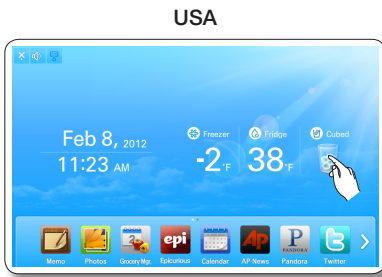 USA
Feb 8, 2012
11:23 AM
Freezer
-2°F
Fridge
38°F
Cubed
Memo
Photos
2
Grocery Mgr.
epi
Epicurious
Calendar
AP
AP News
P
PANDORA
Pandora
Twitter